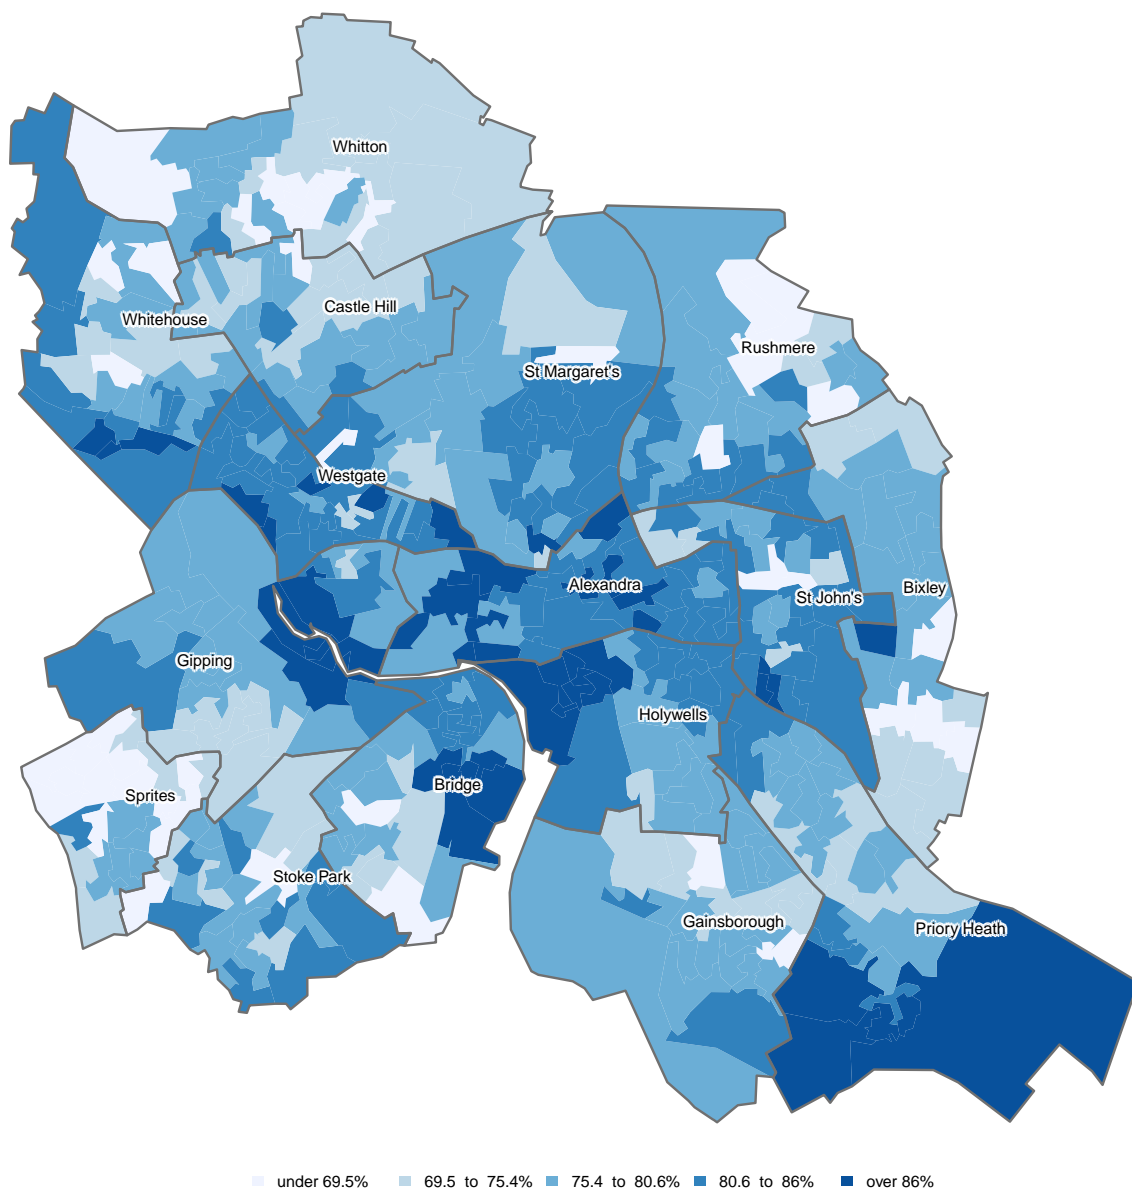 Whitton
Castle Hill
Whitehouse
Rushmere
St Margaret's
Westgate
Alexandra
Bixley
St John's
Gipping
Holywells
Bridge
Sprites
Stoke Park
Gainsborough
Priory Heath
under 69.5% 69.5 to 75.4% 75.4 to 80.6% 80.6 to 86% over 86%